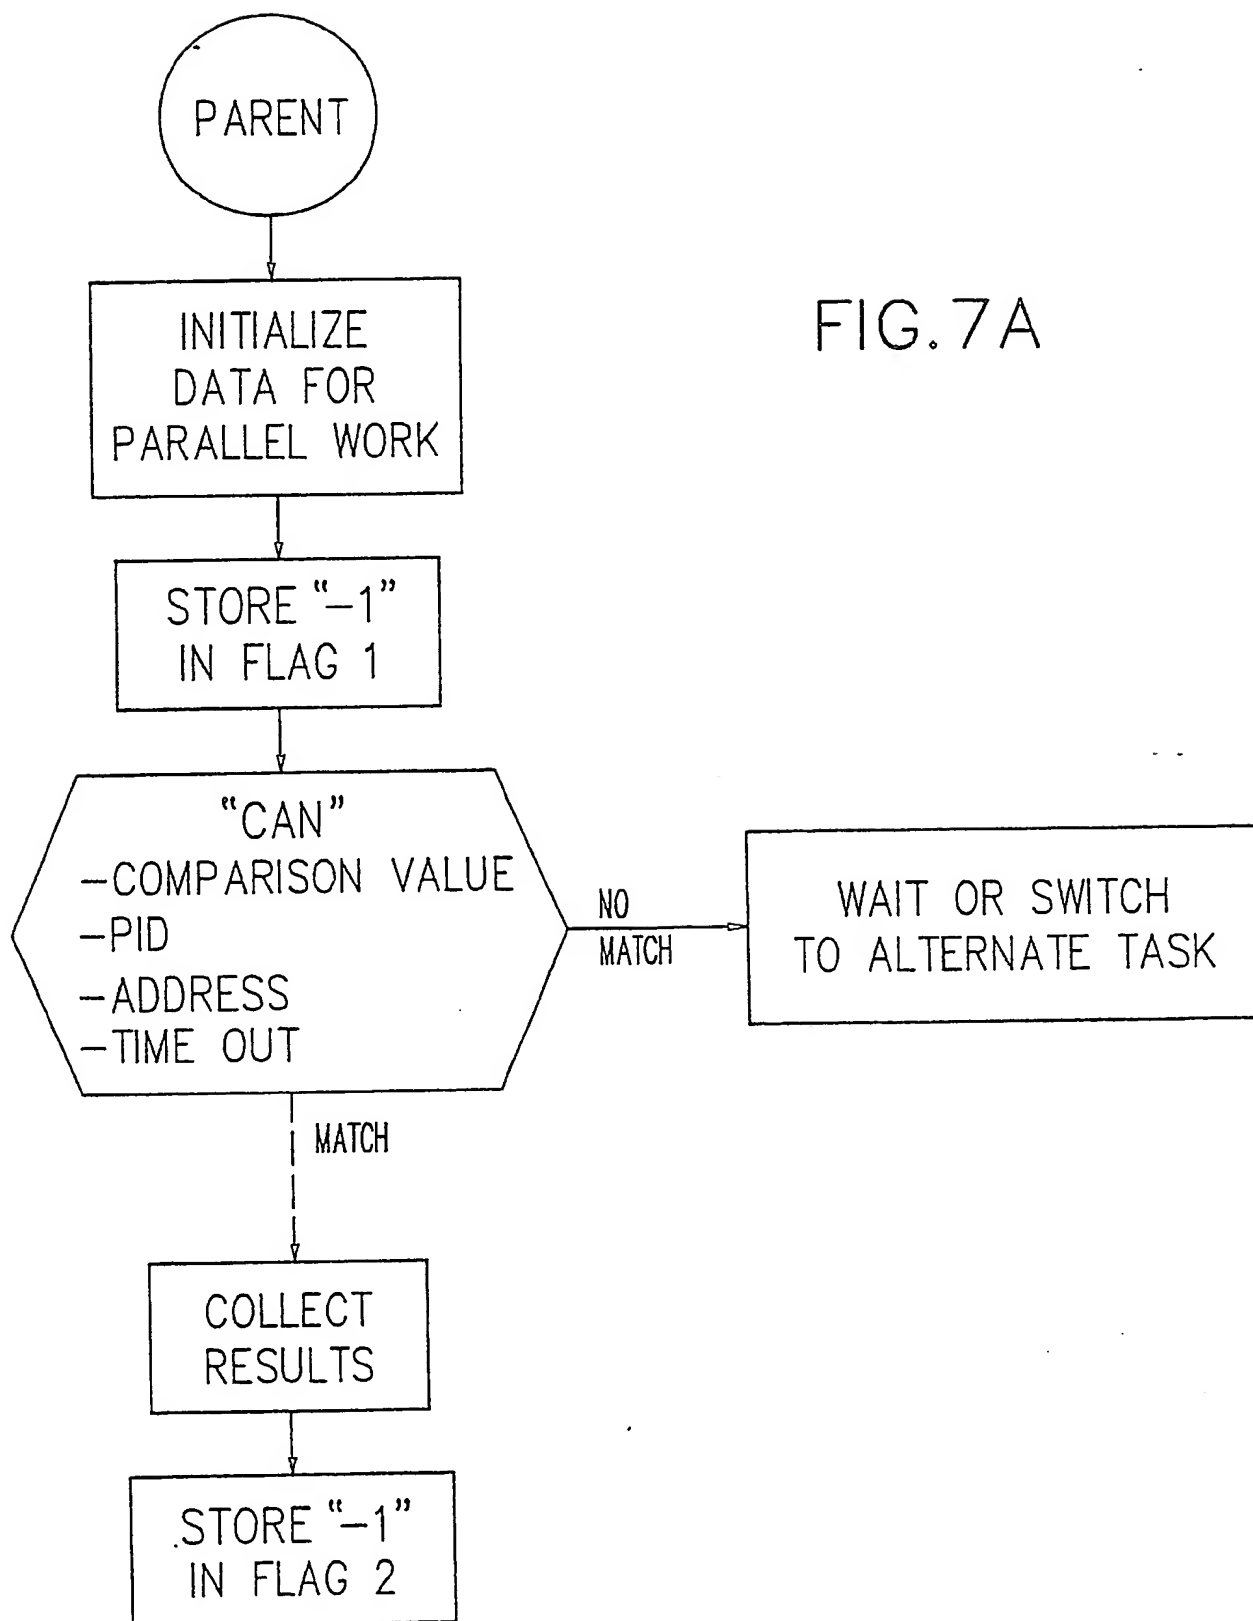 PARENT
INITIALIZE
DATA FOR
PARALLEL WORK
FIG. 7A
STORE “–1”
IN FLAG 1
“CAN”
–COMPARISON VALUE
–PID
–ADDRESS
–TIME OUT
NO
MATCH
WAIT OR SWITCH
TO ALTERNATE TASK
MATCH
COLLECT
RESULTS
STORE “–1”
IN FLAG 2